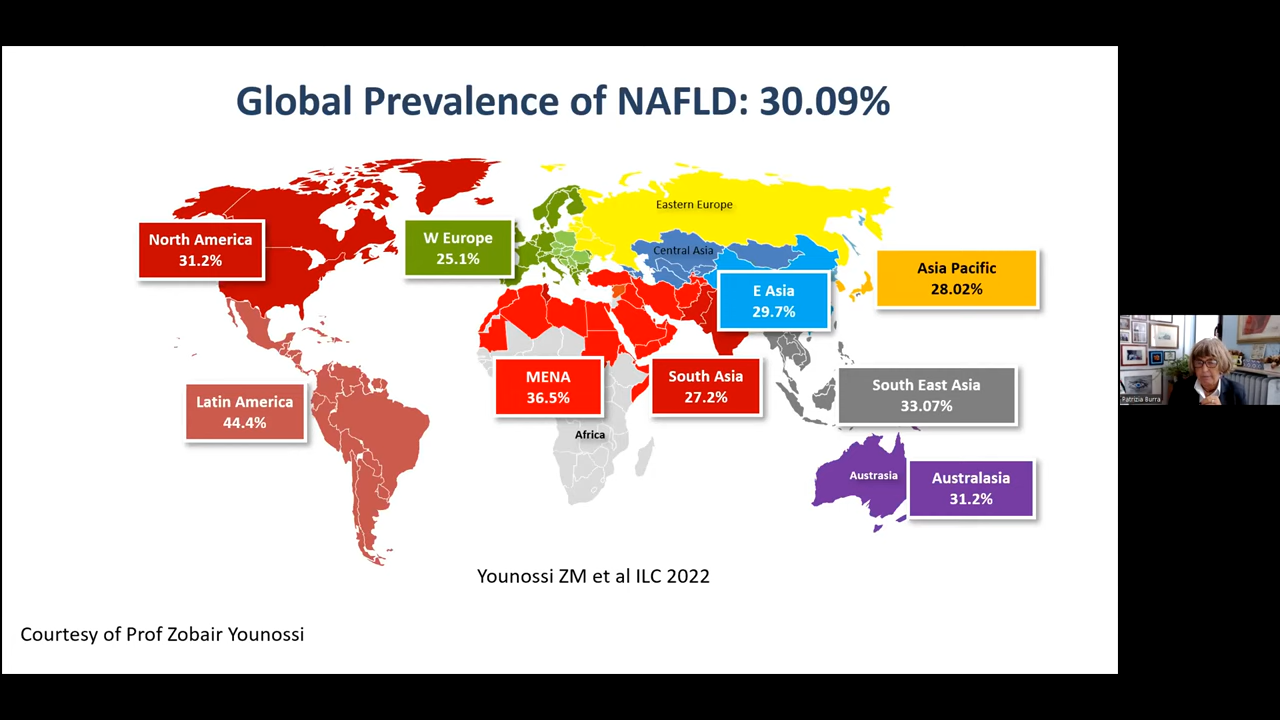 Global Prevalence of NAFLD: 30.09%
Eastern Europe
North America
31.2%
W Europe
25.1%
Central Asia
Asia Pacific
28.02%
E Asia
29.7%
MENA
36.5%
South Asia
27.2%
South East Asia
33.07%
Latin America
44.4%
Africa
Austrasia
Australasia
31.2%
Younossi ZM et al ILC 2022
Courtesy of Prof Zobair Younossi
Patrizia Burra